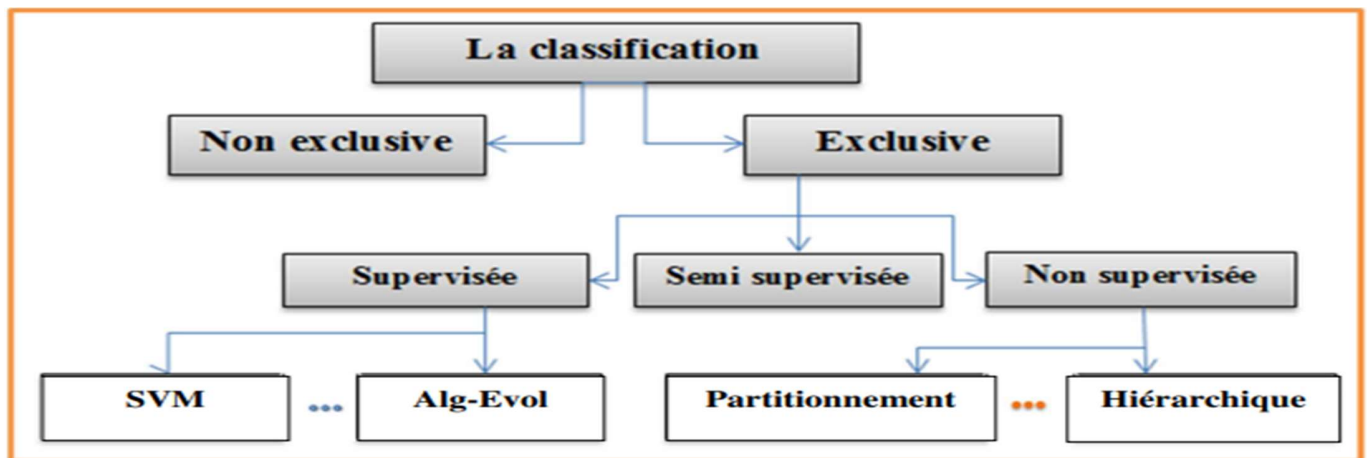 La classification
Non exclusive
Exclusive
Supervisée
Semi supervisée
Non supervisée
SVM
...
Alg-Evol
Partitionnement
...
Hiérarchique